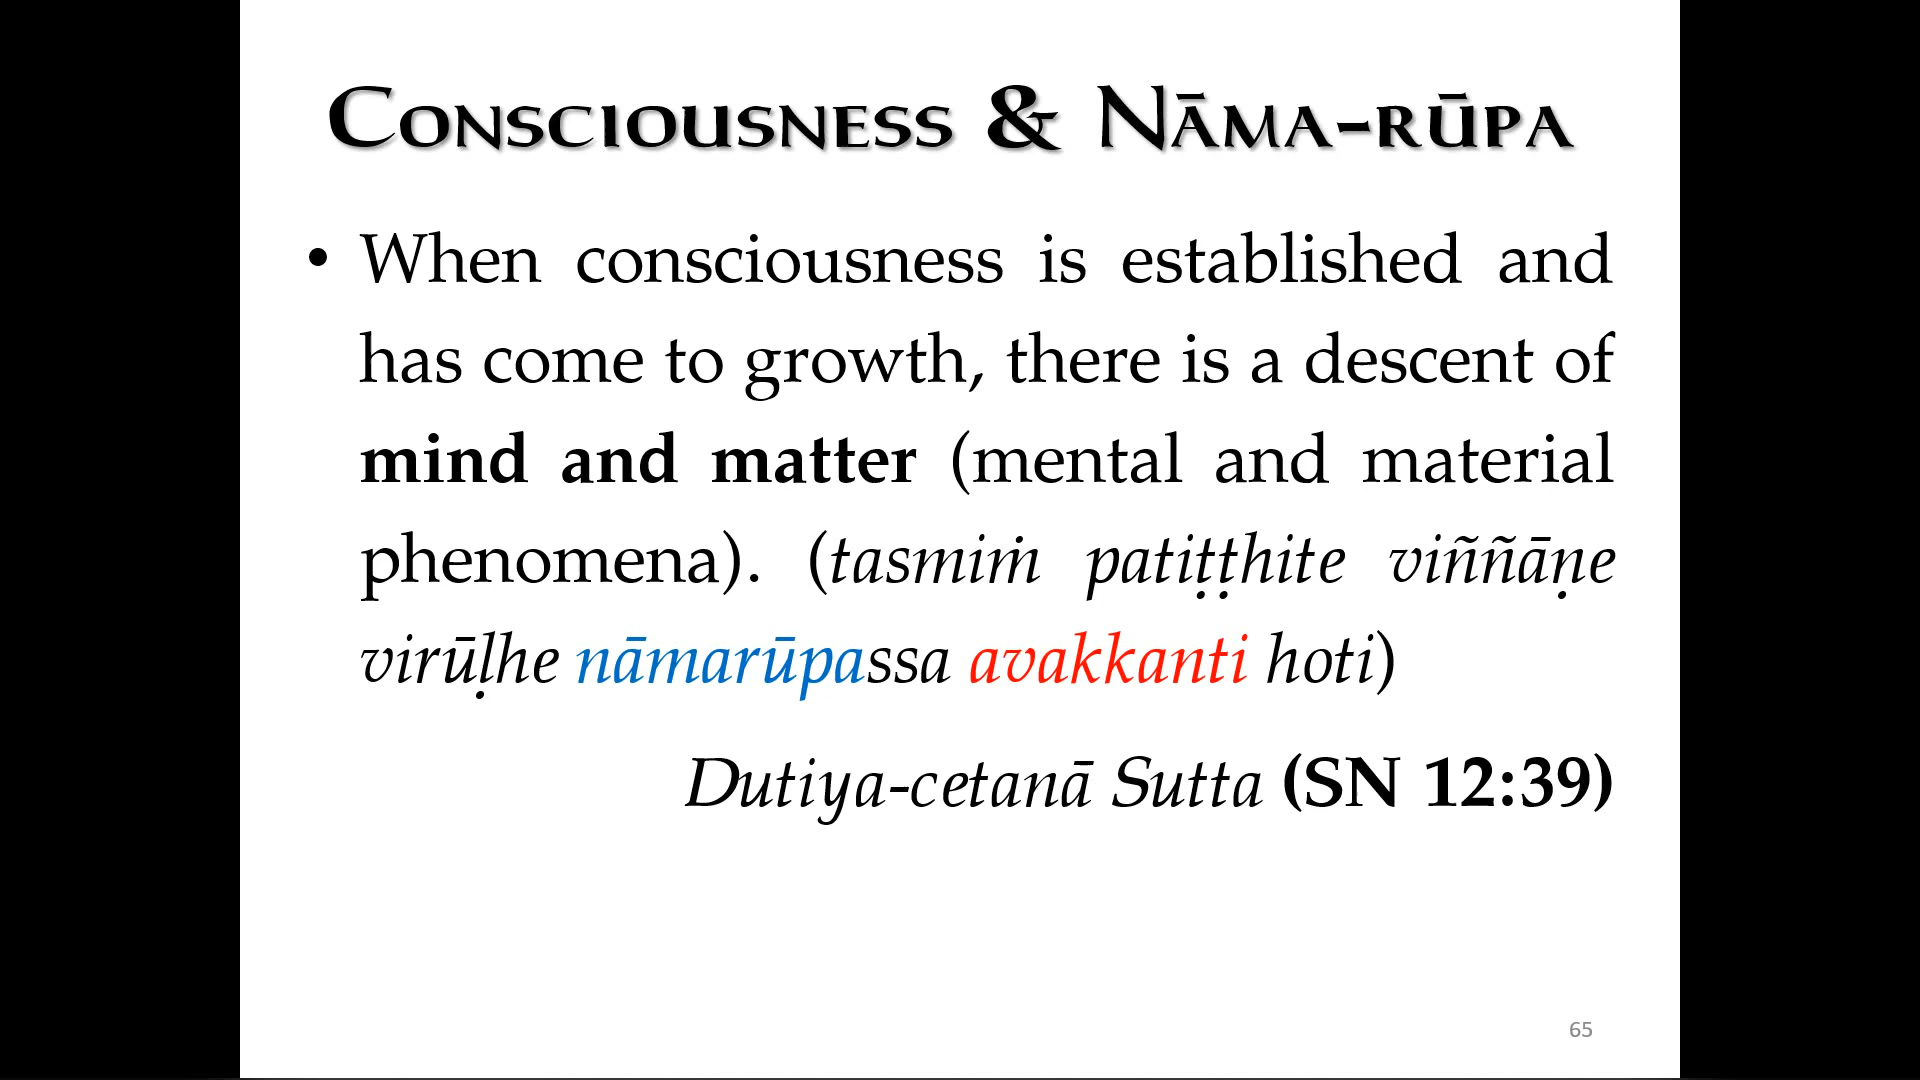 Consciousness & Nāma-rūpa
• When consciousness is established and
has come to growth, there is a descent of
mind and matter (mental and material
phenomena). (tasmiṁ patiṭṭhite viññāṇe
virūḷhe nāmarūpassa avakkanti hoti)
Dutiya-cetanā Sutta (SN 12:39)
65